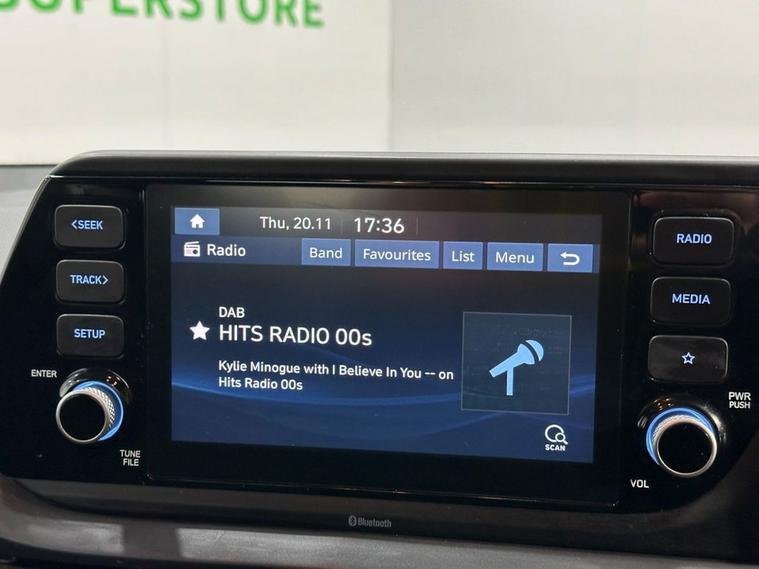 SUPERSTORE
<SEEK
TRACK>
SETUP
ENTER
TUNE
FILE
Thu, 20.11
17:36
Radio
Band
Favourites
List
Menu
DAB
HITS RADIO 00s
Kylie Minogue with I Believe In You -- on
Hits Radio 00s
SCAN
RADIO
MEDIA
PWR
PUSH
VOL
Bluetooth